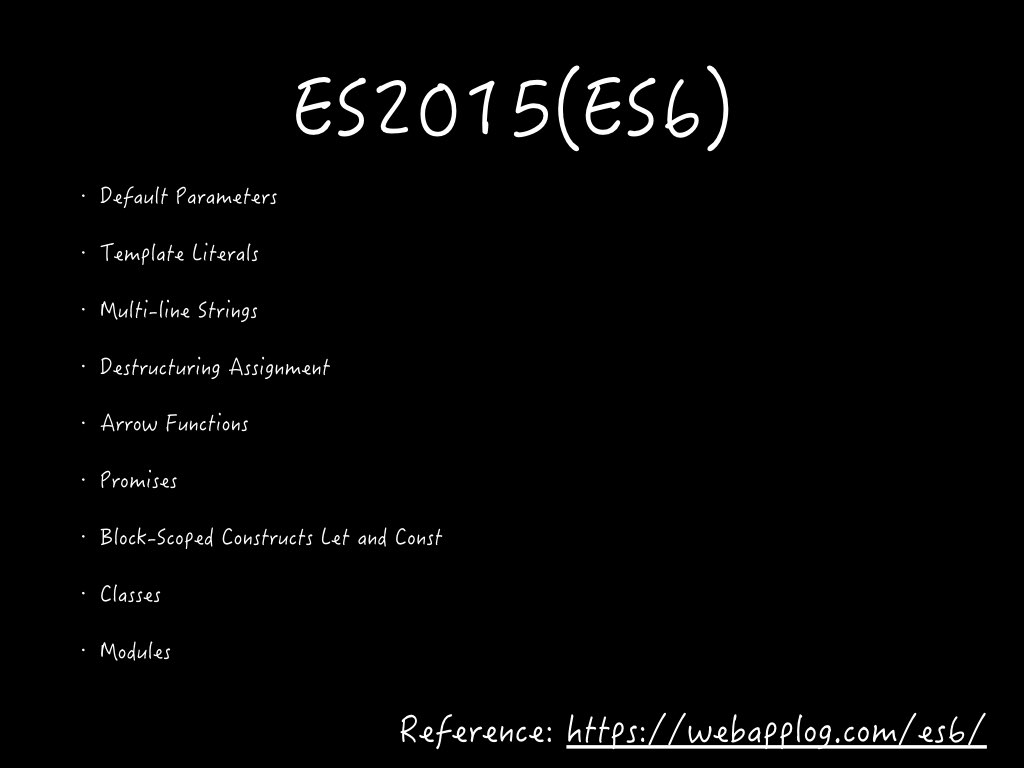 ES2015(ES6)
· Default Parameters
· Template Literals
· Multi-line Strings
· Destructuring Assignment
· Arrow Functions
· Promises
· Block-Scoped Constructs Let and Const
· Classes
· Modules
Reference: https://webapplog.com/es6/